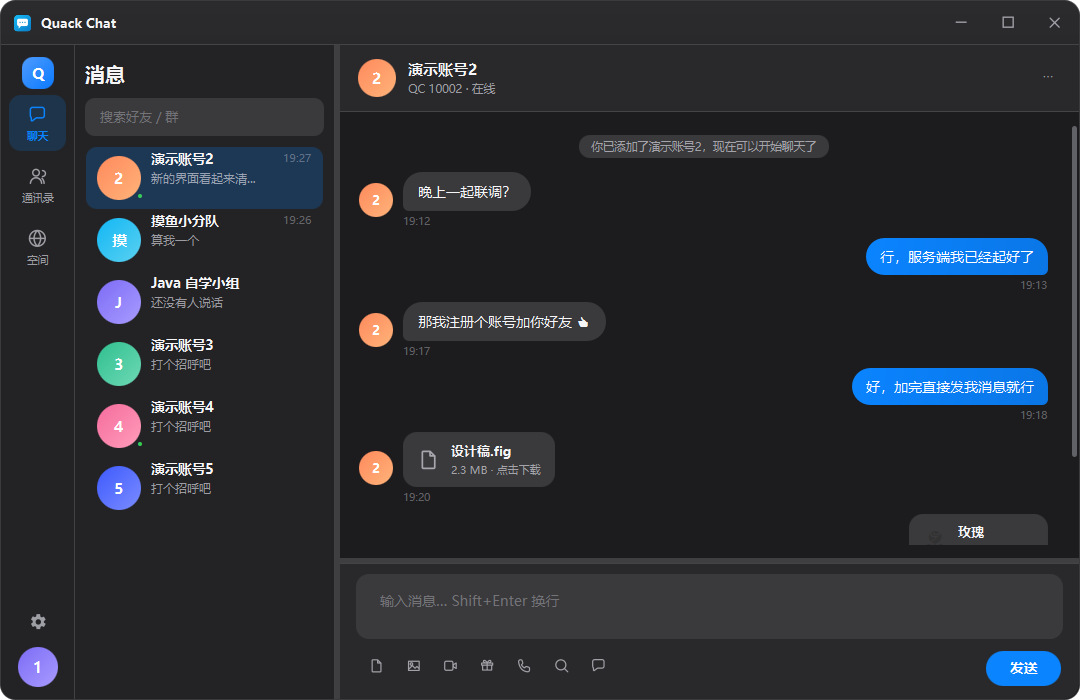 Quack Chat
Q
聊天
通讯录
空间
1
消息
搜索好友 / 群
2
演示账号2
19:27
新的界面看起来清...
摸
摸鱼小分队
19:26
算我一个
J
Java 自学小组
还没有人说话
3
演示账号3
打个招呼吧
4
演示账号4
打个招呼吧
5
演示账号5
打个招呼吧
2
演示账号2
QC 10002 · 在线
...
你已添加了演示账号2，现在可以开始聊天了
2
晚上一起联调？
19:12
行，服务端我已经起好了
19:13
2
那我注册个账号加你好友
19:17
好，加完直接发我消息就行
19:18
2
设计稿.fig
2.3 MB · 点击下载
19:20
玫瑰
输入消息... Shift+Enter 换行
发送